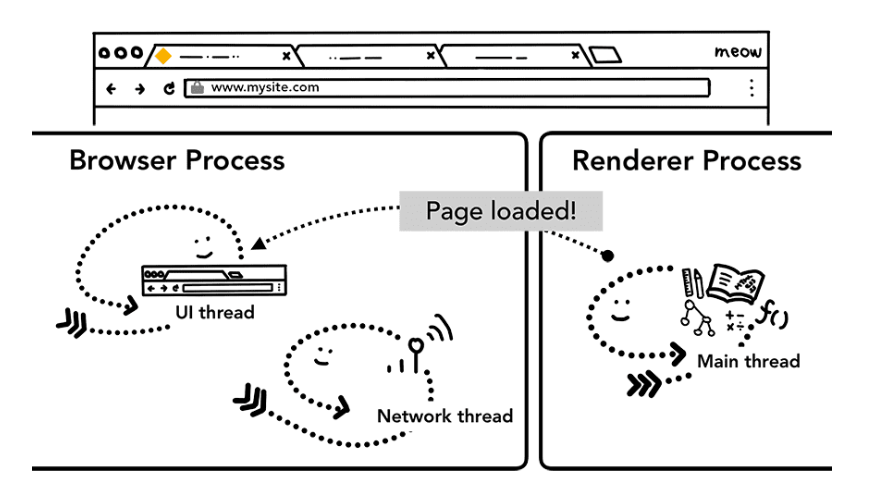 meow
www.mysite.com
Browser Process
Renderer Process
Page loaded!
UI thread
Network thread
+-
×÷
f()
Main thread